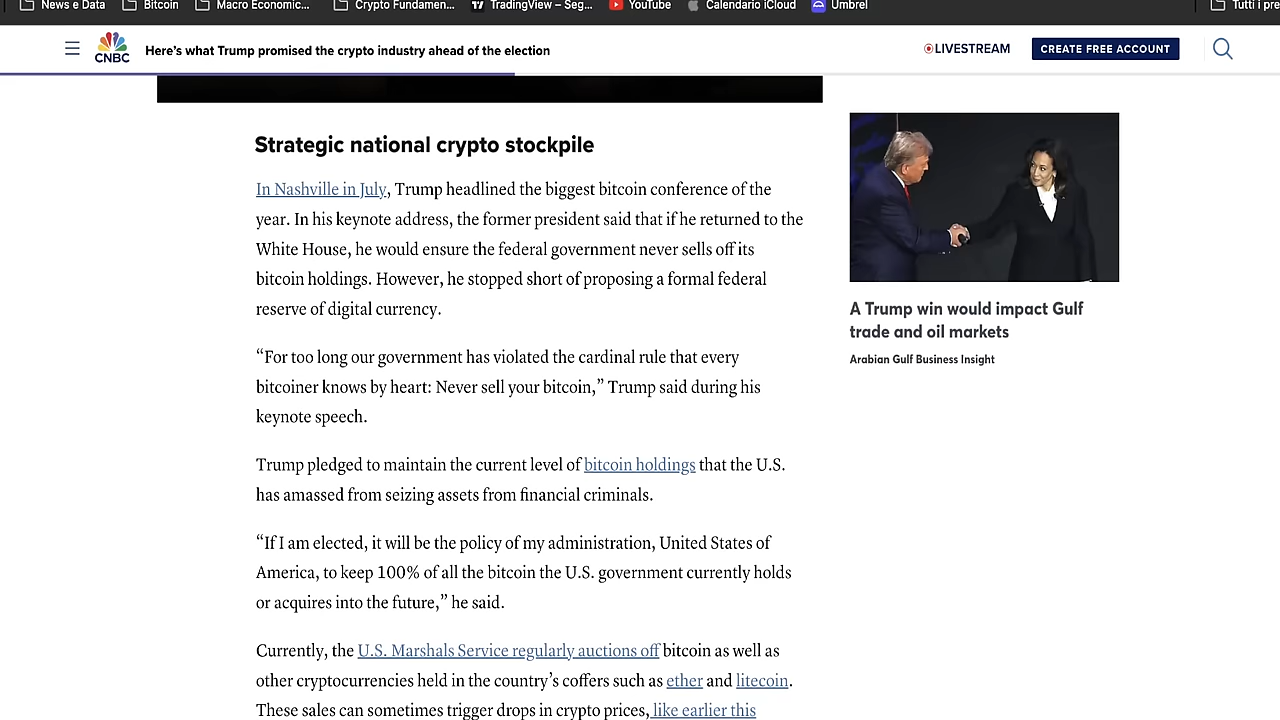 News e Data Bitcoin Macro Economic... Crypto Fundamen... TradingView – Seg... YouTube Calendario iCloud Umbrel Tutti i pre
CNBC Here's what Trump promised the crypto industry ahead of the election LIVESTREAM CREATE FREE ACCOUNT
Strategic national crypto stockpile
In Nashville in July, Trump headlined the biggest bitcoin conference of the
year. In his keynote address, the former president said that if he returned to the
White House, he would ensure the federal government never sells off its
bitcoin holdings. However, he stopped short of proposing a formal federal
reserve of digital currency.
“For too long our government has violated the cardinal rule that every
bitcoiner knows by heart: Never sell your bitcoin,” Trump said during his
keynote speech.
Trump pledged to maintain the current level of bitcoin holdings that the U.S.
has amassed from seizing assets from financial criminals.
“If I am elected, it will be the policy of my administration, United States of
America, to keep 100% of all the bitcoin the U.S. government currently holds
or acquires into the future,” he said.
Currently, the U.S. Marshals Service regularly auctions off bitcoin as well as
other cryptocurrencies held in the country’s coffers such as ether and litecoin.
These sales can sometimes trigger drops in crypto prices, like earlier this
A Trump win would impact Gulf
trade and oil markets
Arabian Gulf Business Insight